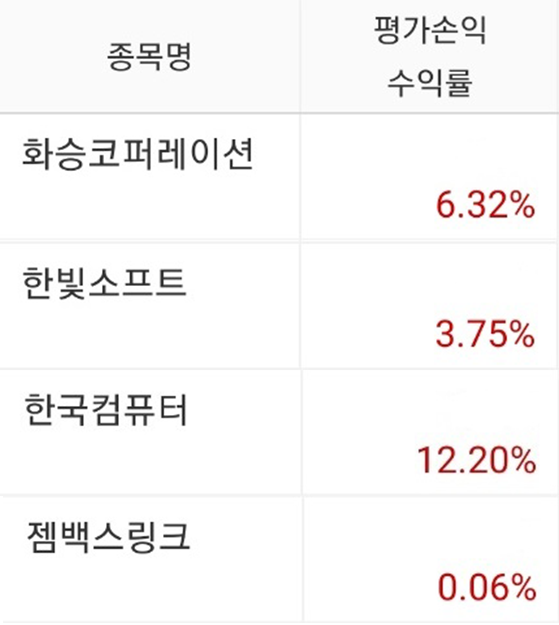 종목명
평가손익
수익률
화승코퍼레이션
6.32%
한빛소프트
3.75%
한국컴퓨터
12.20%
젬백스링크
0.06%